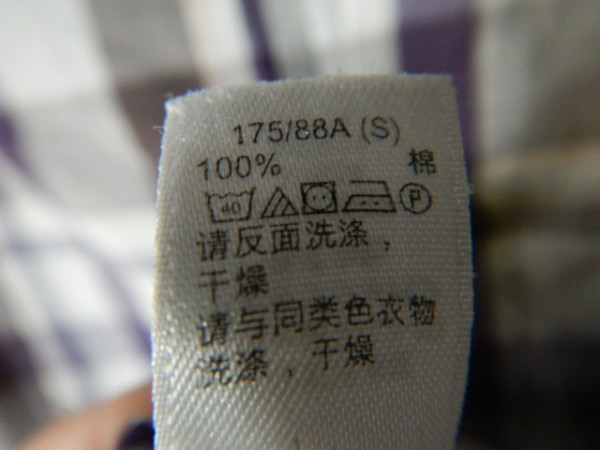 175/88A (S)
100% 棉
40 P
请反面洗涤，
干燥
请与同类色衣物
洗涤，干燥